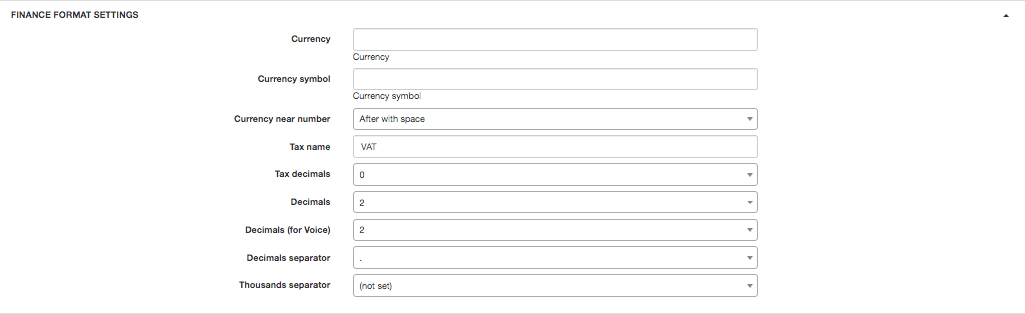 FINANCE FORMAT SETTINGS
Currency
Currency
Currency symbol
Currency symbol
Currency near number After with space
Tax name VAT
Tax decimals 0
Decimals 2
Decimals (for Voice) 2
Decimals separator .
Thousands separator (not set)